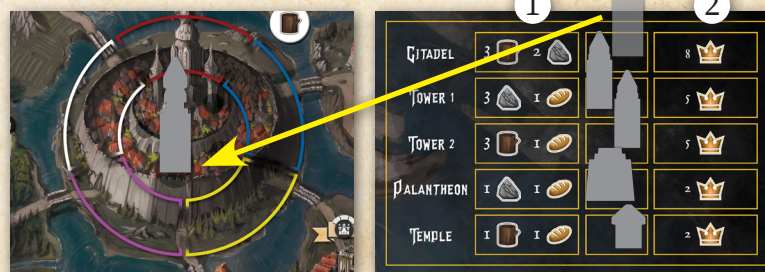 1 2
CITADEL 3 2 8
TOWER 1 3 1 5
TOWER 2 3 1 5
PALANTHEON 1 1 2
TEMPLE 1 1 2